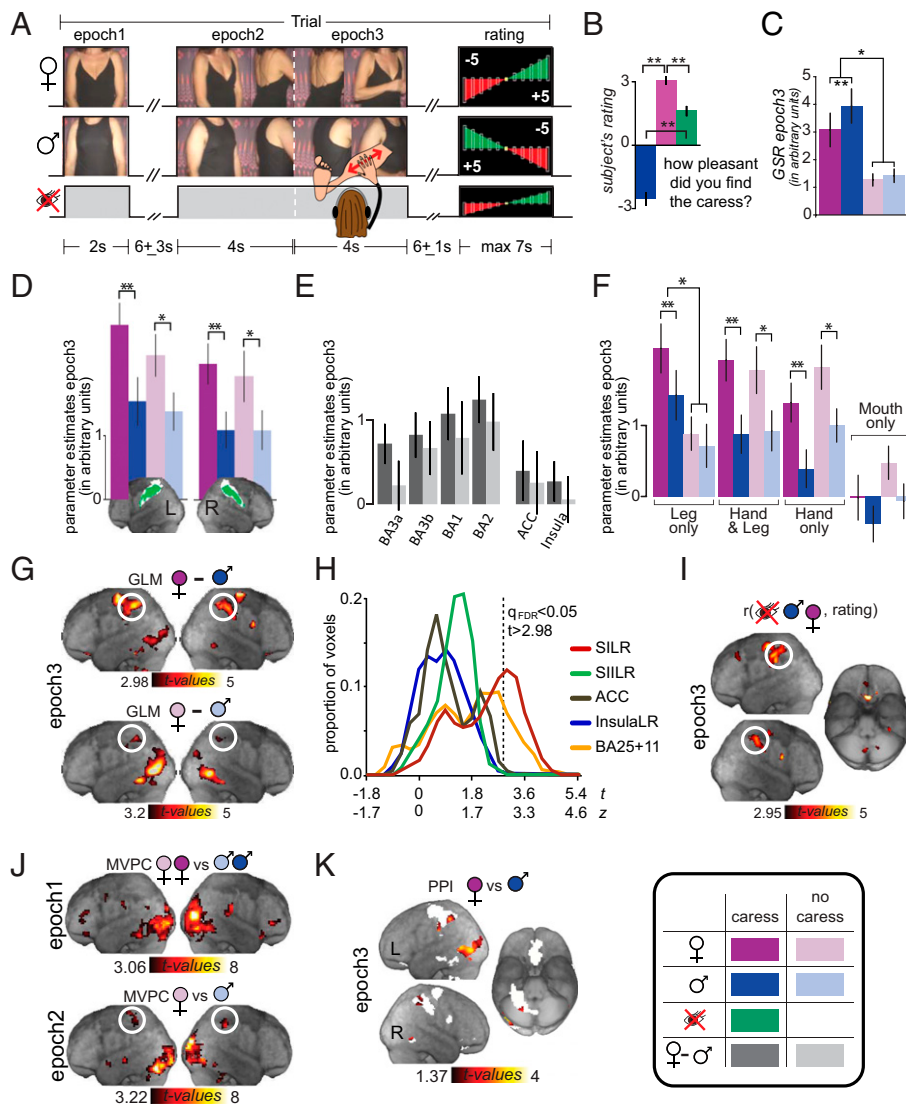 A
Trial
epoch1 epoch2 epoch3 rating
♀
-5
+5
♂
-5
+5
2s 6+_3s 4s 4s 6+_1s max 7s
B
subject's rating
3
-3
** **
**
how pleasant
did you find
the caress?
C
GSR epoch3
(in arbitrary units)
4
3
2
1
0
*
**
D
parameter estimates epoch3
(in arbitrary units)
1
0
** *
** *
L R
E
parameter estimates epoch3
(in arbitrary units)
1
0
BA3a BA3b BA1 BA2 ACC Insula
F
parameter estimates epoch3
(in arbitrary units)
1
0
*
** ** * ** *
Mouth
only
Leg
only
Hand
& Leg
Hand
only
G
GLM ♀ - ♂
2.98 t-values 5
epoch3
GLM ♀ - ♂
3.2 t-values 5
H
proportion of voxels
0.2
0.1
0.0
qFDR<0.05
t>2.98
SILR
SIILR
ACC
InsulaLR
BA25+11
-1.8 0 1.8 3.6 5.4 t
-1.7 0 1.7 3.3 4.6 z
I
r( ♂ ♀ , rating)
epoch3
2.95 t-values 5
J
MVPC ♀ ♀ vs ♂ ♂
epoch1
3.06 t-values 8
MVPC ♀ vs ♂
epoch2
3.22 t-values 8
K
PPI ♀ vs ♂
epoch3
L
R
1.37 t-values 4
caress no
caress
♀
♂
♀-♂